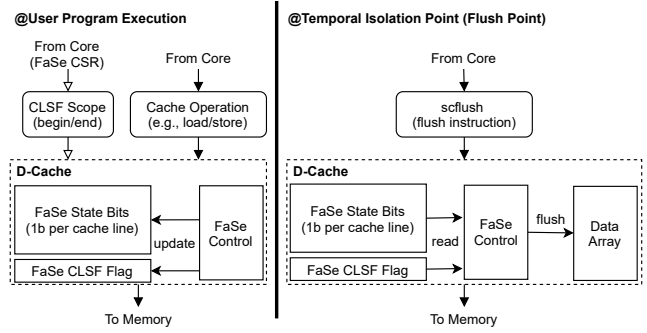 @User Program Execution
From Core
(FaSe CSR)
From Core
CLSF Scope
(begin/end)
Cache Operation
(e.g., load/store)
D-Cache
FaSe State Bits
(1b per cache line)
update
FaSe
Control
FaSe CLSF Flag
To Memory
@Temporal Isolation Point (Flush Point)
From Core
scflush
(flush instruction)
D-Cache
FaSe State Bits
(1b per cache line)
read
FaSe
Control
flush
Data
Array
FaSe CLSF Flag
To Memory